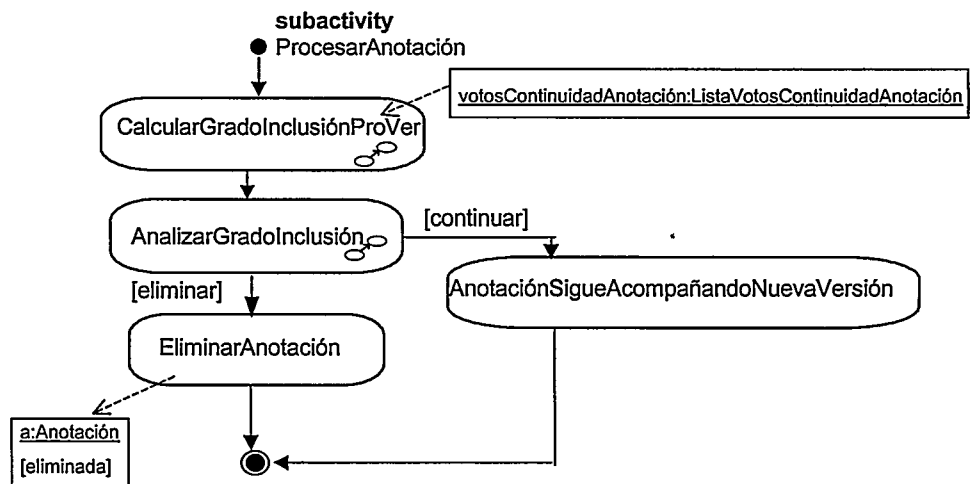 subactivity
ProcesarAnotación
votosContinuidadAnotación:ListaVotosContinuidadAnotación
CalcularGradoInclusiónProVer
[continuar]
AnalizarGradoInclusión
[eliminar]
AnotaciónSigueAcompañandoNuevaVersión
EliminarAnotación
a:Anotación
[eliminada]